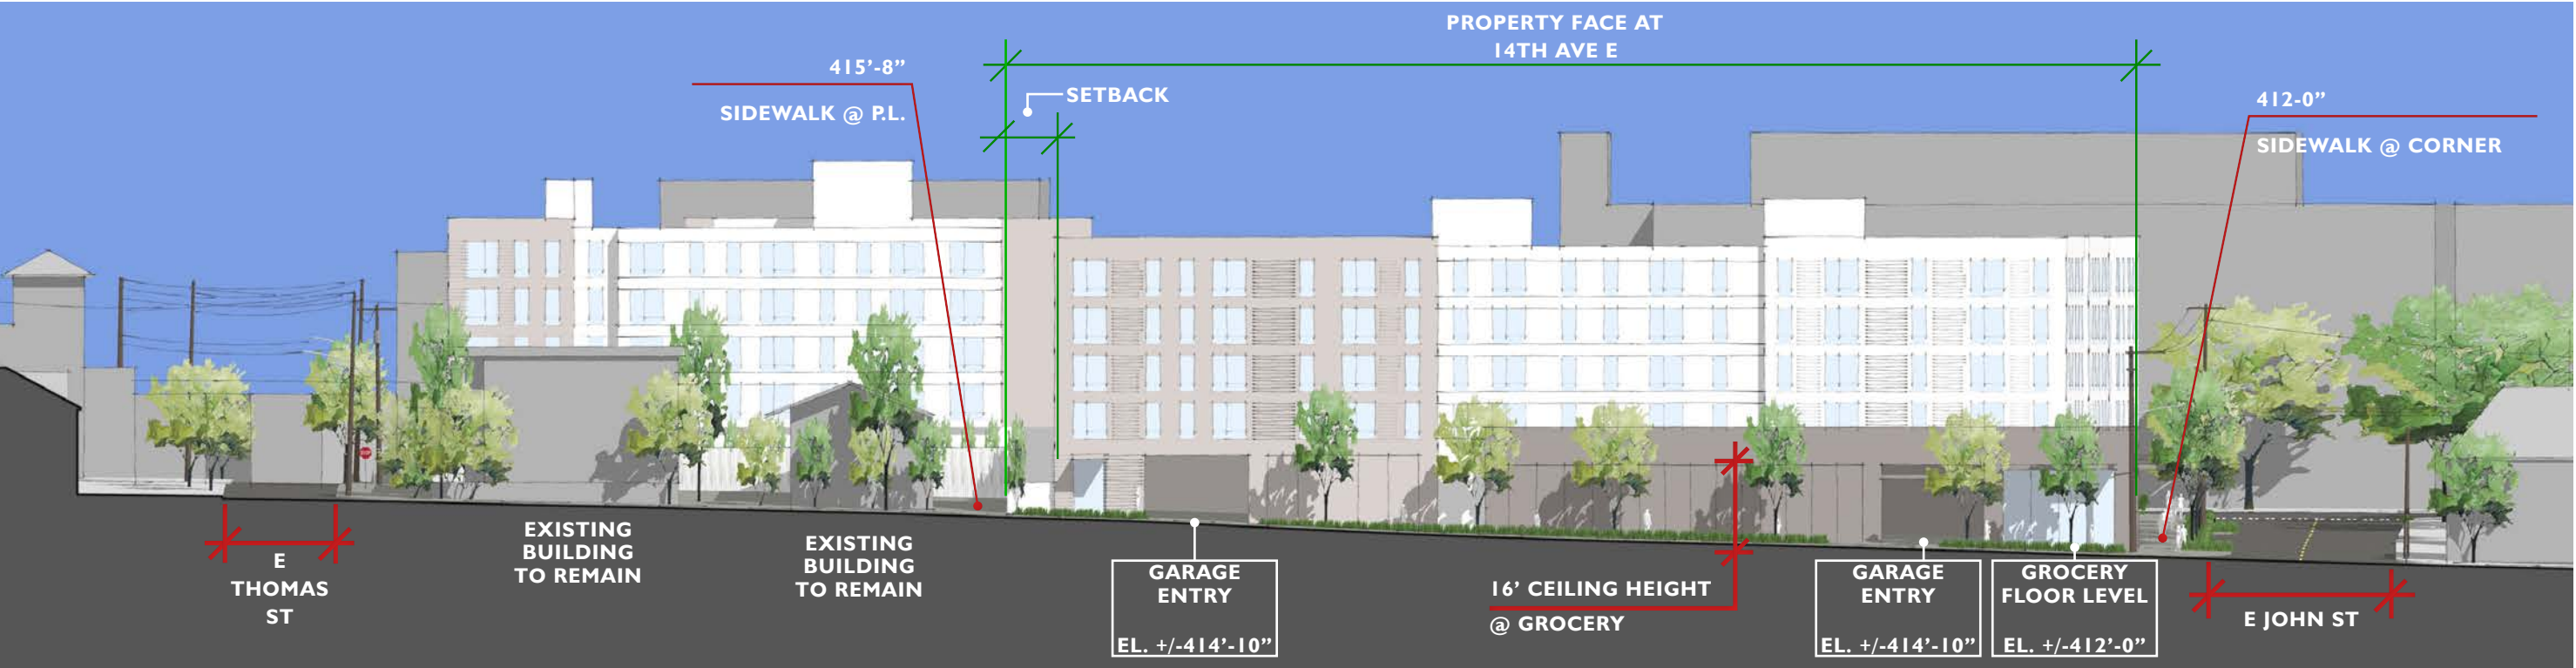 PROPERTY FACE AT
14TH AVE E
415’-8”
SIDEWALK @ P.L.
SETBACK
412-0”
SIDEWALK @ CORNER
E
THOMAS
ST
EXISTING
BUILDING
TO REMAIN
EXISTING
BUILDING
TO REMAIN
GARAGE
ENTRY
EL. +/-414’-10”
16’ CEILING HEIGHT
@ GROCERY
GARAGE
ENTRY
EL. +/-414’-10”
GROCERY
FLOOR LEVEL
EL. +/-412’-0”
E JOHN ST